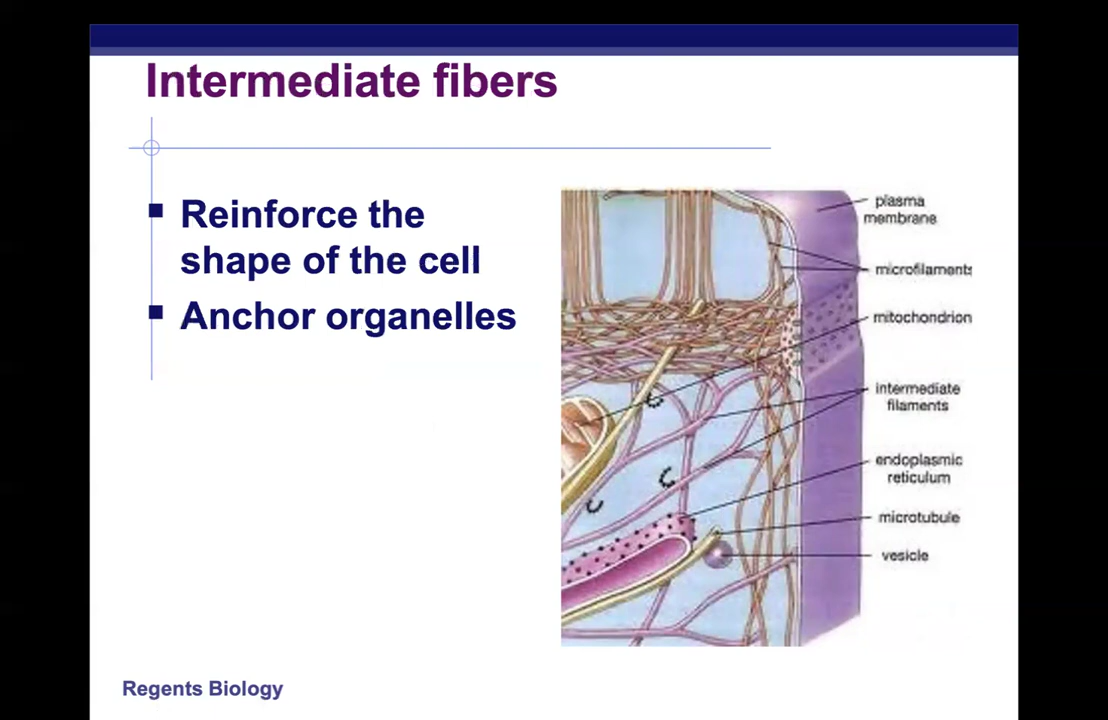 Intermediate fibers
Reinforce the
shape of the cell
Anchor organelles
plasma
membrane
microfilaments
mitochondrion
intermediate
filaments
endoplasmic
reticulum
microtubule
vesicle
Regents Biology